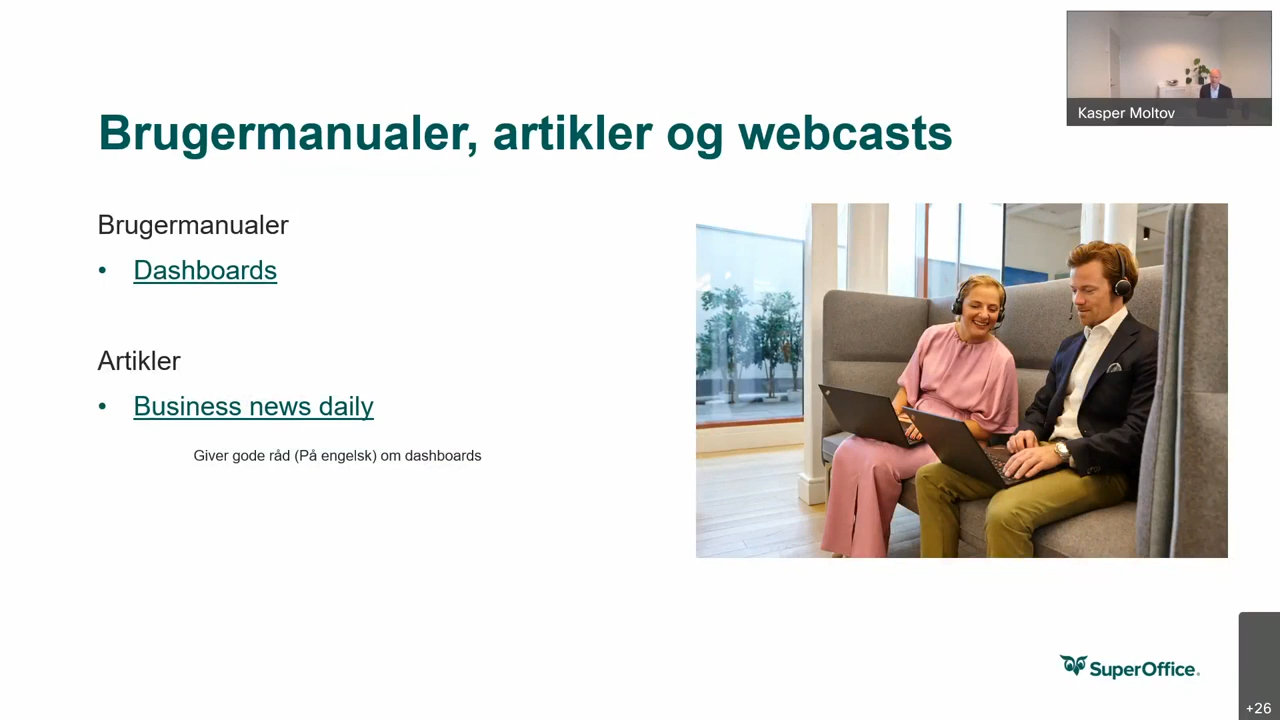 Kasper Moltov
Brugermanualer, artikler og webcasts
Brugermanualer
• Dashboards
Artikler
• Business news daily
Giver gode råd (På engelsk) om dashboards
SuperOffice.
+26